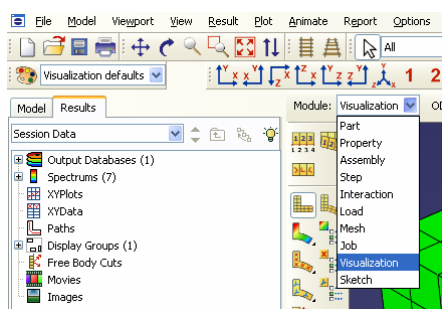 File Model Viewport View Result Plot Animate Report Options
All
Visualization defaults
Y X Y X Z X Z X Y Z Z Y Y X 1 2
Model Results
Module: Visualization OD
Session Data
Output Databases (1)
Spectrums (7)
XYPlots
XYData
Paths
Display Groups (1)
Free Body Cuts
Movies
Images
Part
Property
Assembly
Step
Interaction
Load
Mesh
Job
Visualization
Sketch